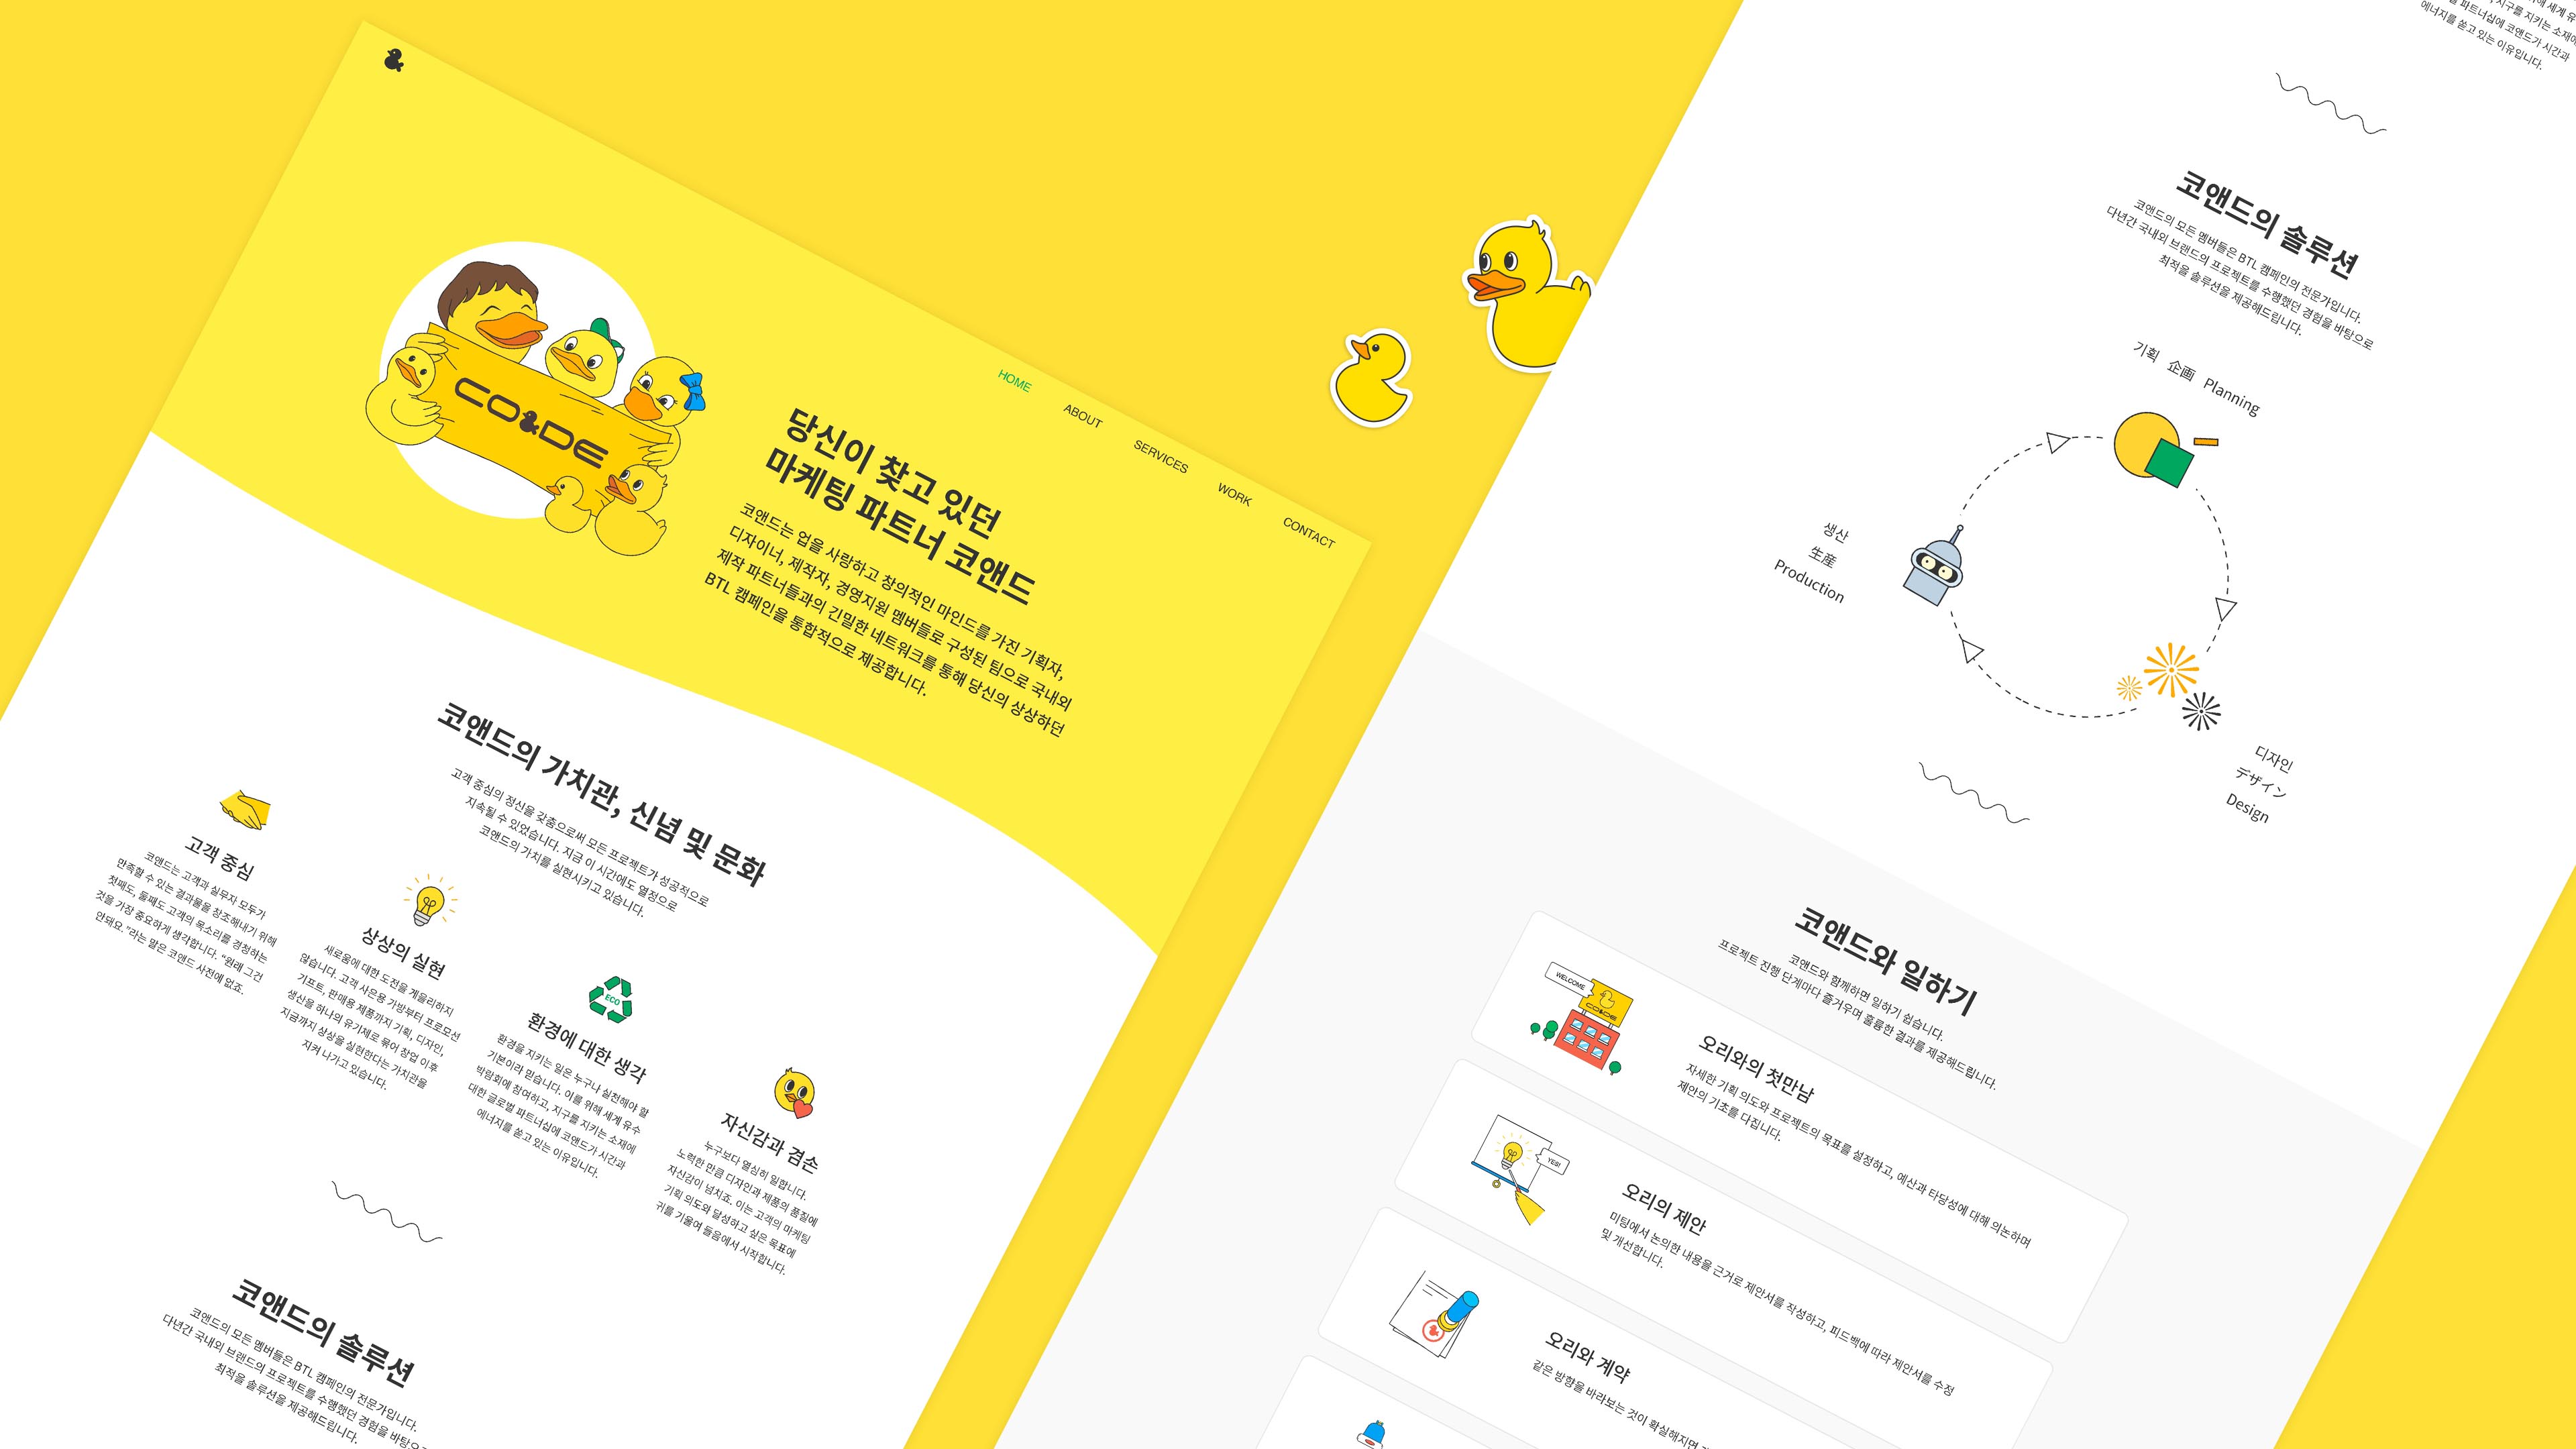 HOME
ABOUT
SERVICES
WORK
CONTACT
CO&DE
당신이 찾고 있던
마케팅 파트너 코앤드
코앤드는 업을 사랑하고 창의적인 마인드를 가진 기획자,
디자이너, 제작자, 경영지원 멤버들로 구성된 팀으로 국내외
제작 파트너들과의 긴밀한 네트워크를 통해 당신의 상상하던
BTL 캠페인을 통합적으로 제공합니다.
코앤드의 가치관, 신념 및 문화
고객 중심의 정신을 갖춤으로써 모든 프로젝트가 성공적으로
지속될 수 있었습니다. 지금 이 시간에도 열정으로
코앤드의 가치를 실현시키고 있습니다.
고객 중심
코앤드는 고객과 실무자 모두가
만족할 수 있는 결과물을 창조해내기 위해
첫째도, 둘째도 고객의 목소리를 경청하는
것을 가장 중요하게 생각합니다. "원래 그건
안돼요."라는 말은 코앤드 사전에 없죠.
상상의 실현
새로움에 대한 도전을 게을리하지
않습니다. 고객 사은용 가방부터 프로모션
기프트, 판매용 제품까지 기획, 디자인,
생산을 하나의 유기체로 묶어 창업 이후
지금까지 상상을 실현한다는 가치관을
지켜 나가고 있습니다.
ECO
환경에 대한 생각
환경을 지키는 일은 누구나 실천해야 할
기본이라 믿습니다. 이를 위해 세계 유수
박람회에 참여하고, 지구를 지키는 소재에
대한 글로벌 파트너십에 코앤드가 시간과
에너지를 쏟고 있는 이유입니다.
자신감과 겸손
누구보다 열심히 일합니다.
노력한 만큼 디자인과 제품의 품질에
자신감이 넘치죠. 이는 고객의 마케팅
기획 의도와 달성하고 싶은 목표에
귀를 기울여 들음에서 시작합니다.
코앤드의 솔루션
코앤드의 모든 멤버들은 BTL 캠페인의 전문가입니다.
다년간 국내외 브랜드의 프로젝트를 수행했던 경험을 바탕으
최적을 솔루션을 제공해드립니다.
지구를 지키는 소재에
파트너십에 코앤드가 시간과
에너지를 쏟고 있는 이유입니다.
코앤드의 솔루션
코앤드의 모든 멤버들은 BTL 캠페인의 전문가입니다.
다년간 국내외 브랜드의 프로젝트를 수행했던 경험을 바탕으로
최적을 솔루션을 제공해드립니다.
기획 企画 Planning
생산
生産
Production
디자인
デザイン
Design
코앤드와 일하기
코앤드와 함께하면 일하기 쉽습니다.
프로젝트 진행 단계마다 즐거우며 훌륭한 결과를 제공해드립니다.
WELCOME
CO&DE
오리와의 첫만남
자세한 기획 의도와 프로젝트의 목표를 설정하고, 예산과 타당성에 대해 의논하며
제안의 기초를 다집니다.
YES!
오리의 제안
미팅에서 논의한 내용을 근거로 제안서를 작성하고, 피드백에 따라 제안서를 수정
및 개선합니다.
오리와 계약
같은 방향을 바라보는 것이 확실해지면